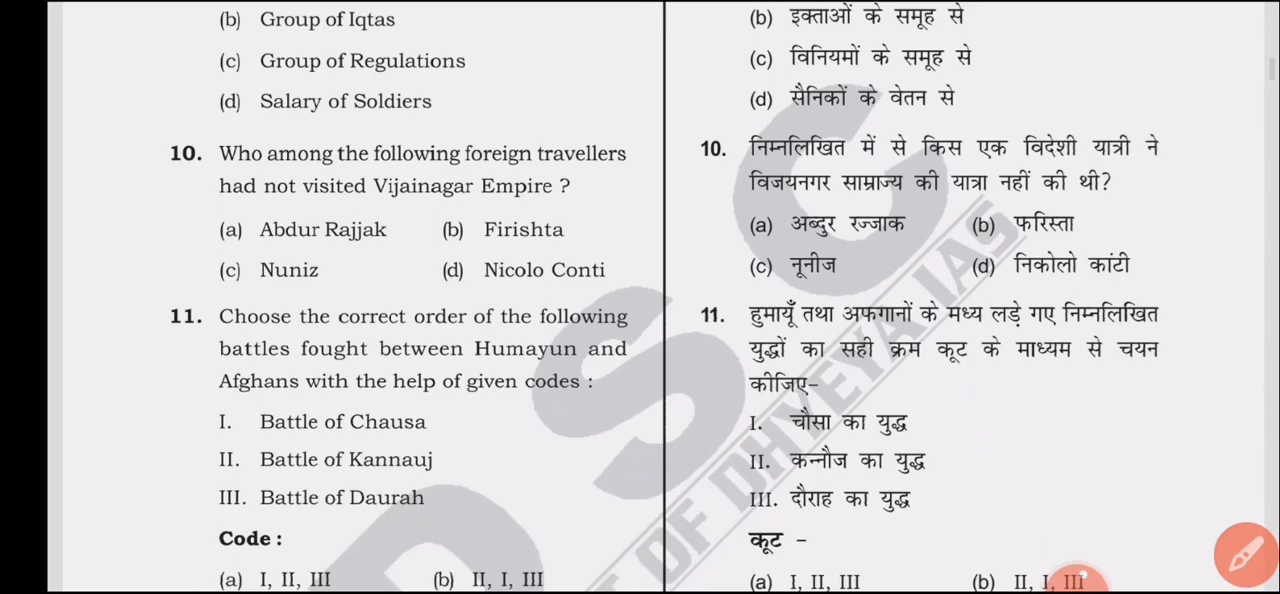 (b) Group of Iqtas
(c) Group of Regulations
(d) Salary of Soldiers
10. Who among the following foreign travellers
had not visited Vijainagar Empire ?
(a) Abdur Rajjak (b) Firishta
(c) Nuniz (d) Nicolo Conti
11. Choose the correct order of the following
battles fought between Humayun and
Afghans with the help of given codes :
I. Battle of Chausa
II. Battle of Kannauj
III. Battle of Daurah
Code :
(a) I, II, III (b) II, I, III
(b) इक्ताओं के समूह से
(c) विनियमों के समूह से
(d) सैनिकों के वेतन से
10. निम्नलिखित में से किस एक विदेशी यात्री ने
विजयनगर साम्राज्य की यात्रा नहीं की थी?
(a) अब्दुर रज्जाक (b) फरिस्ता
(c) नूनीज (d) निकोलो कांटी
11. हुमायूँ तथा अफगानों के मध्य लड़े गए निम्नलिखित
युद्धों का सही क्रम कूट के माध्यम से चयन
कीजिए-
I. चौसा का युद्ध
II. कन्नौज का युद्ध
III. दौराह का युद्ध
कूट -
(a) I, II, III (b) II, I, III
D S C
OF DHYEYA IAS